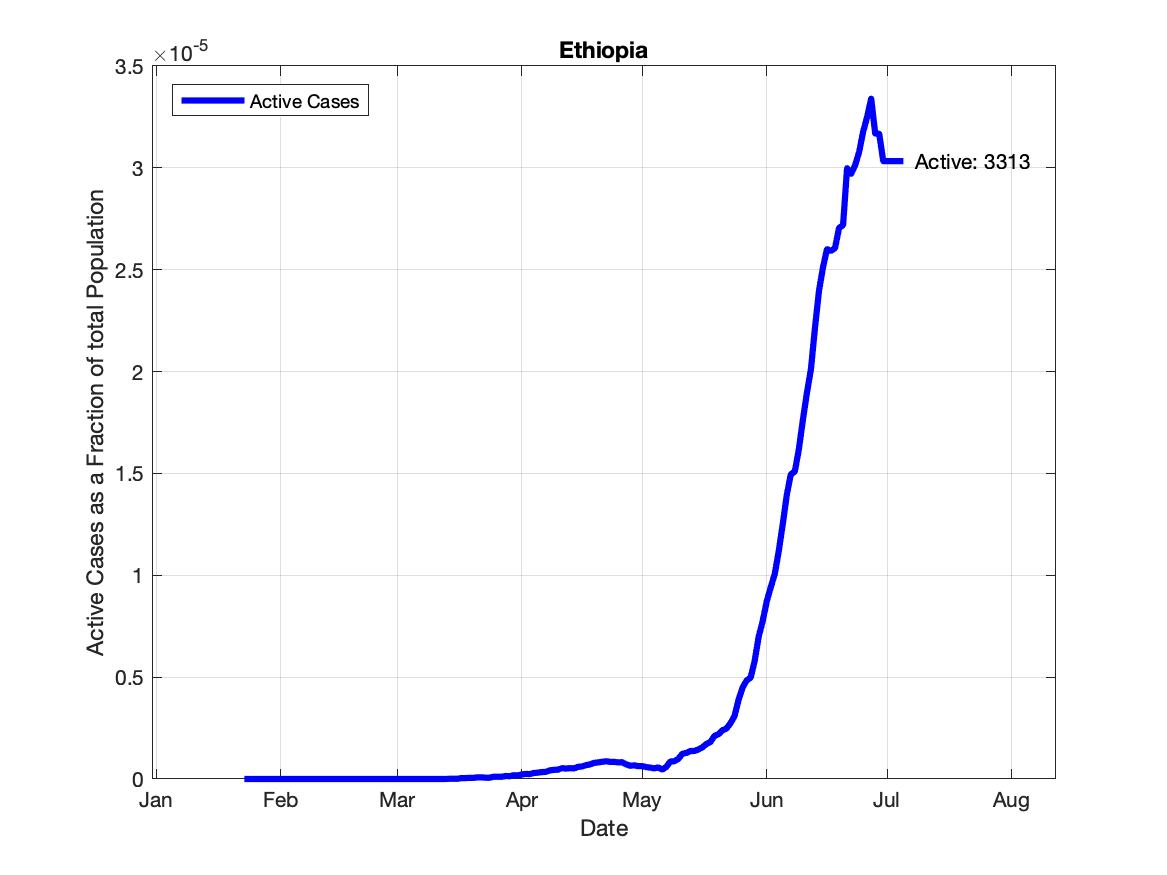 Ethiopia
×10-5
3.5
3
2.5
2
1.5
1
0.5
0
Active Cases as a Fraction of total Population
Active Cases
Active: 3313
Jan Feb Mar Apr May Jun Jul Aug
Date